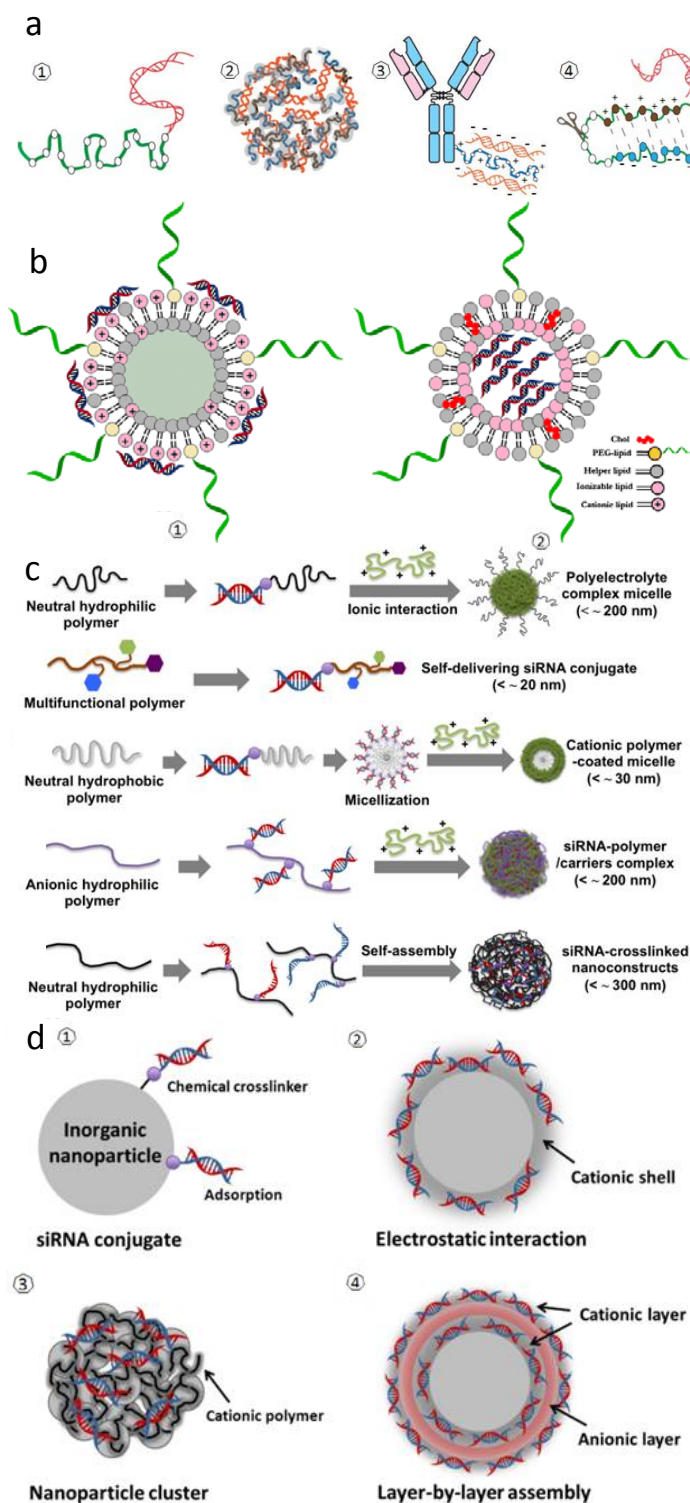 a
1
2
3
4
+ + + + +
- - - - -
b
Chol
PEG-lipid
Helper lipid
Ionizable lipid
Cationic lipid
1
2
c
Neutral hydrophilic
polymer
Ionic interaction
Polyelectrolyte
complex micelle
(< ~ 200 nm)
Multifunctional polymer
Self-delivering siRNA conjugate
(< ~ 20 nm)
Neutral hydrophobic
polymer
Micellization
Cationic polymer
-coated micelle
(< ~ 30 nm)
Anionic hydrophilic
polymer
siRNA-polymer
/carriers complex
(< ~ 200 nm)
Neutral hydrophilic
polymer
Self-assembly
siRNA-crosslinked
nanoconstructs
(< ~ 300 nm)
d
1
Chemical crosslinker
Inorganic
nanoparticle
Adsorption
siRNA conjugate
2
Cationic shell
Electrostatic interaction
3
Cationic polymer
Nanoparticle cluster
4
Cationic layer
Anionic layer
Layer-by-layer assembly